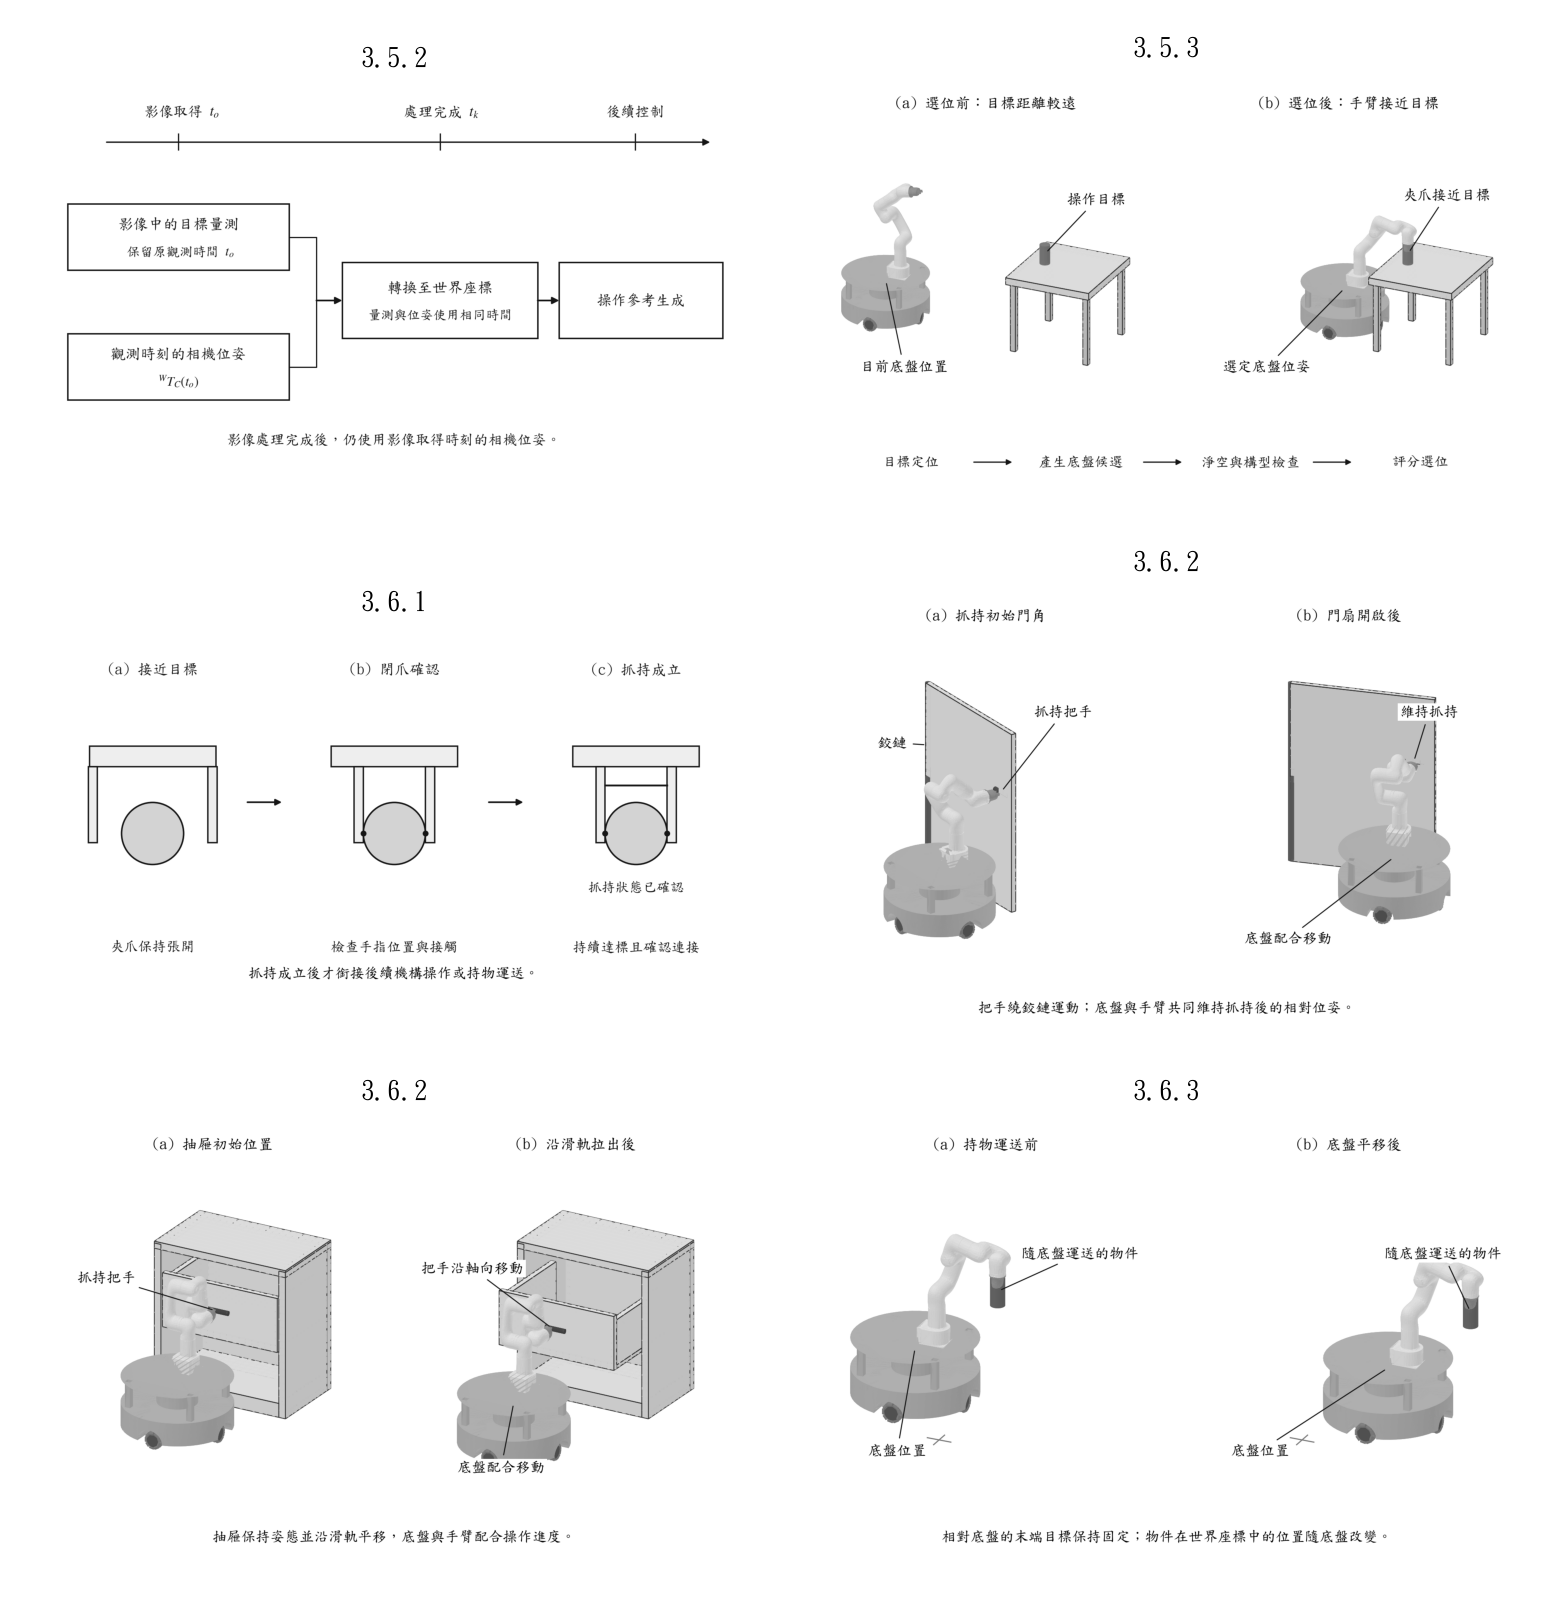 3.5.2
影像取得 to
處理完成 tk
後續控制
影像中的目標量測
保留原觀測時間 to
觀測時刻的相機位姿
WTC(to)
轉換至世界座標
量測與位姿使用相同時間
操作參考生成
影像處理完成後，仍使用影像取得時刻的相機位姿。
3.5.3
(a) 選位前：目標距離較遠
(b) 選位後：手臂接近目標
操作目標
目前底盤位置
夾爪接近目標
選定底盤位姿
目標定位
產生底盤候選
淨空與構型檢查
評分選位
3.6.1
(a) 接近目標
(b) 閉爪確認
(c) 抓持成立
抓持狀態已確認
夾爪保持張開
檢查手指位置與接觸
持續達標且確認連接
抓持成立後才銜接後續機構操作或持物運送。
3.6.2
(a) 抓持初始門角
(b) 門扇開啟後
抓持把手
鉸鏈
維持抓持
底盤配合移動
把手繞鉸鏈運動；底盤與手臂共同維持抓持後的相對位姿。
3.6.2
(a) 抽屜初始位置
(b) 沿滑軌拉出後
抓持把手
把手沿軸向移動
底盤配合移動
抽屜保持姿態並沿滑軌平移，底盤與手臂配合操作進度。
3.6.3
(a) 持物運送前
(b) 底盤平移後
隨底盤運送的物件
底盤位置
隨底盤運送的物件
底盤位置
相對底盤的末端目標保持固定；物件在世界座標中的位置隨底盤改變。